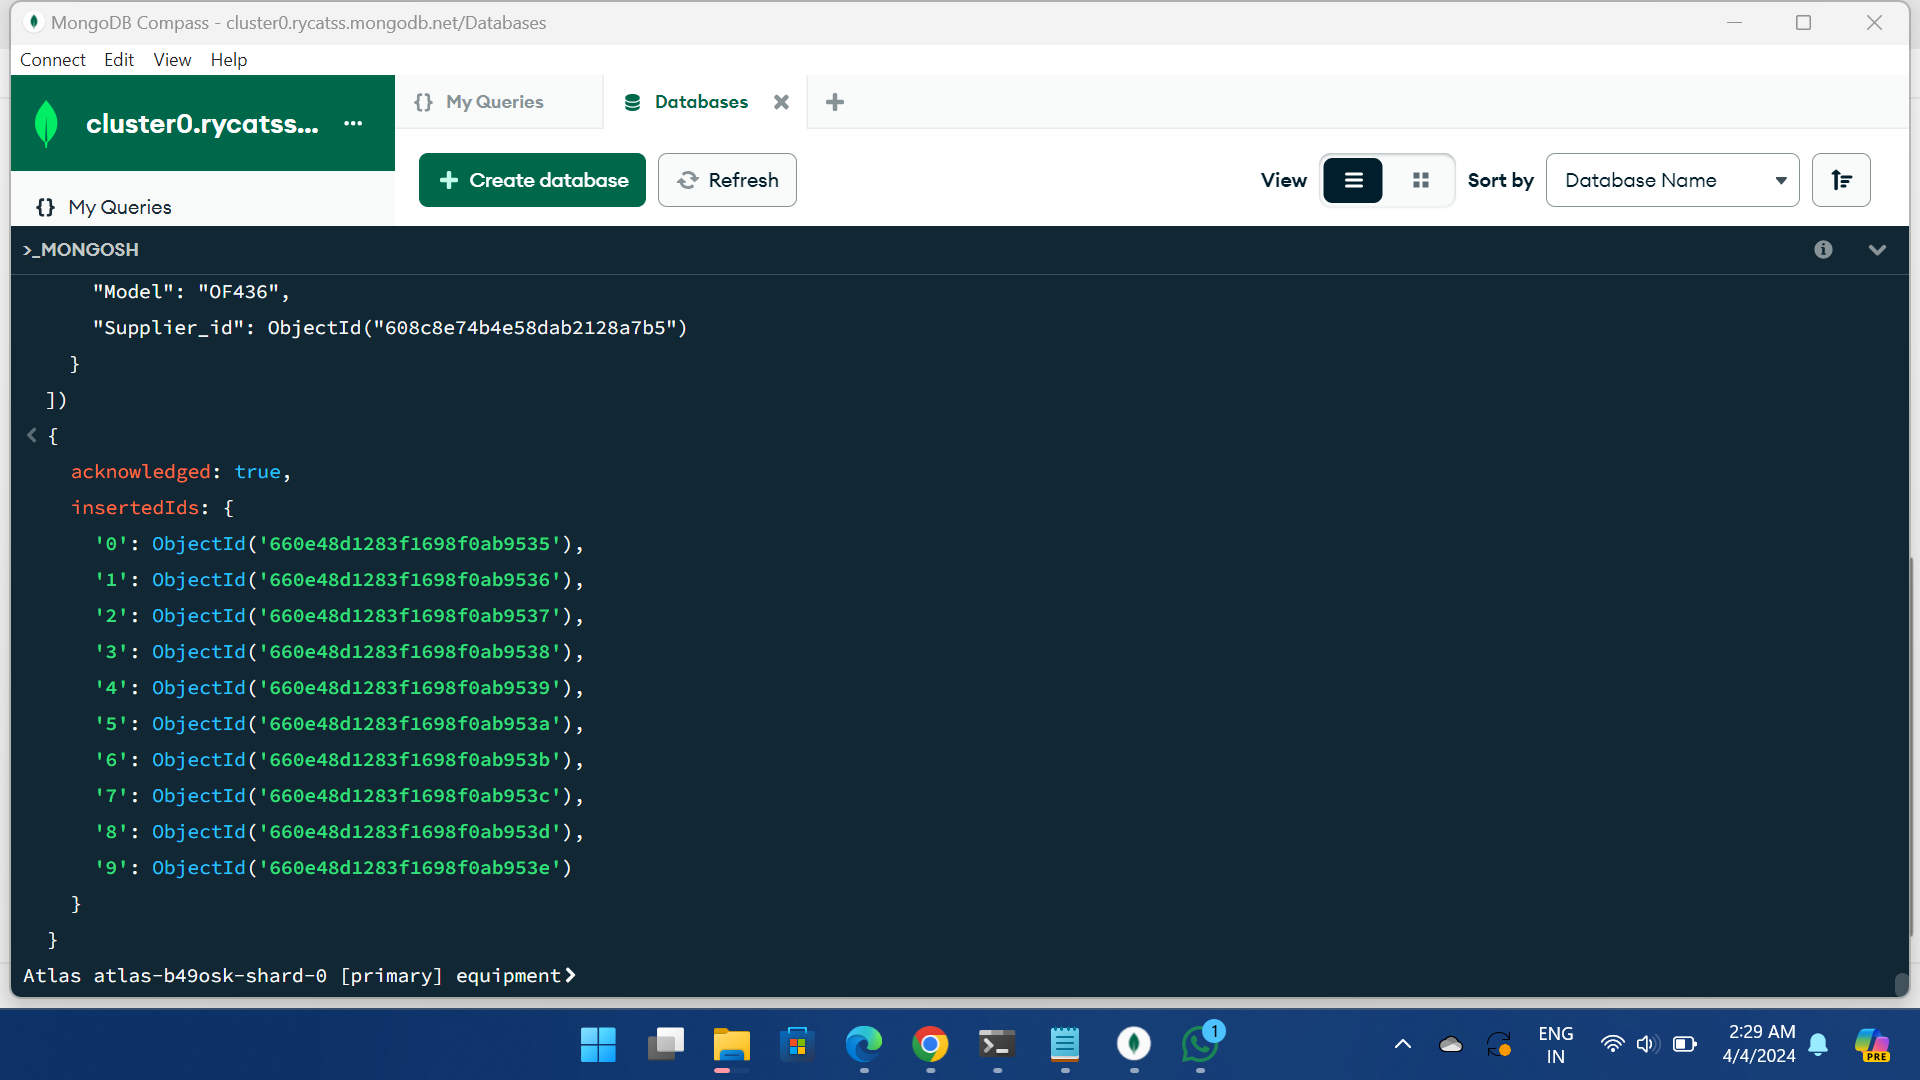 MongoDB Compass - cluster0.rycatss.mongodb.net/Databases
Connect Edit View Help
cluster0.rycatss... ...
{} My Queries
Databases
+ Create database
Refresh
View
Sort by
Database Name
{} My Queries
>_MONGOSH
"Model": "OF436",
"Supplier_id": ObjectId("608c8e74b4e58dab2128a7b5")
}
])
< {
acknowledged: true,
insertedIds: {
'0': ObjectId('660e48d1283f1698f0ab9535'),
'1': ObjectId('660e48d1283f1698f0ab9536'),
'2': ObjectId('660e48d1283f1698f0ab9537'),
'3': ObjectId('660e48d1283f1698f0ab9538'),
'4': ObjectId('660e48d1283f1698f0ab9539'),
'5': ObjectId('660e48d1283f1698f0ab953a'),
'6': ObjectId('660e48d1283f1698f0ab953b'),
'7': ObjectId('660e48d1283f1698f0ab953c'),
'8': ObjectId('660e48d1283f1698f0ab953d'),
'9': ObjectId('660e48d1283f1698f0ab953e')
}
}
Atlas atlas-b49osk-shard-0 [primary] equipment>
1
ENG
IN
2:29 AM
4/4/2024
PRE